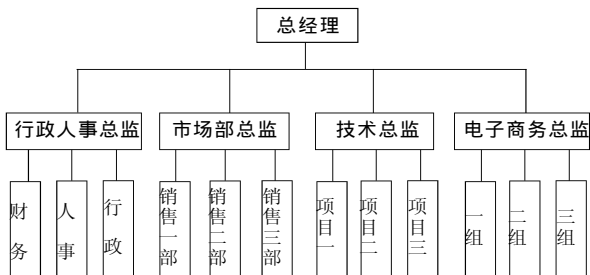 总经理
行政人事总监
市场部总监
技术总监
电子商务总监
财务
人事
行政
销售一部
销售二部
销售三部
项目一
项目二
项目三
一组
二组
三组